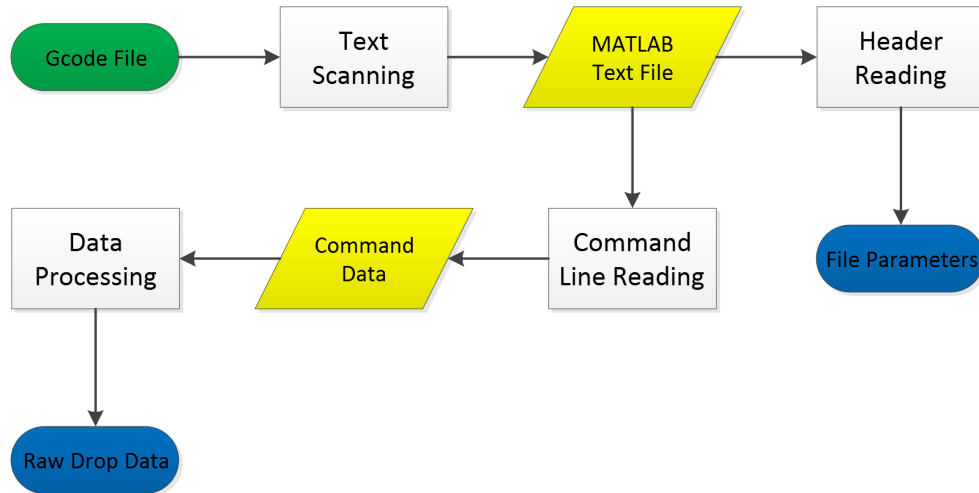 Gcode File
Text
Scanning
MATLAB
Text File
Header
Reading
Data
Processing
Command
Data
Command
Line Reading
File Parameters
Raw Drop Data